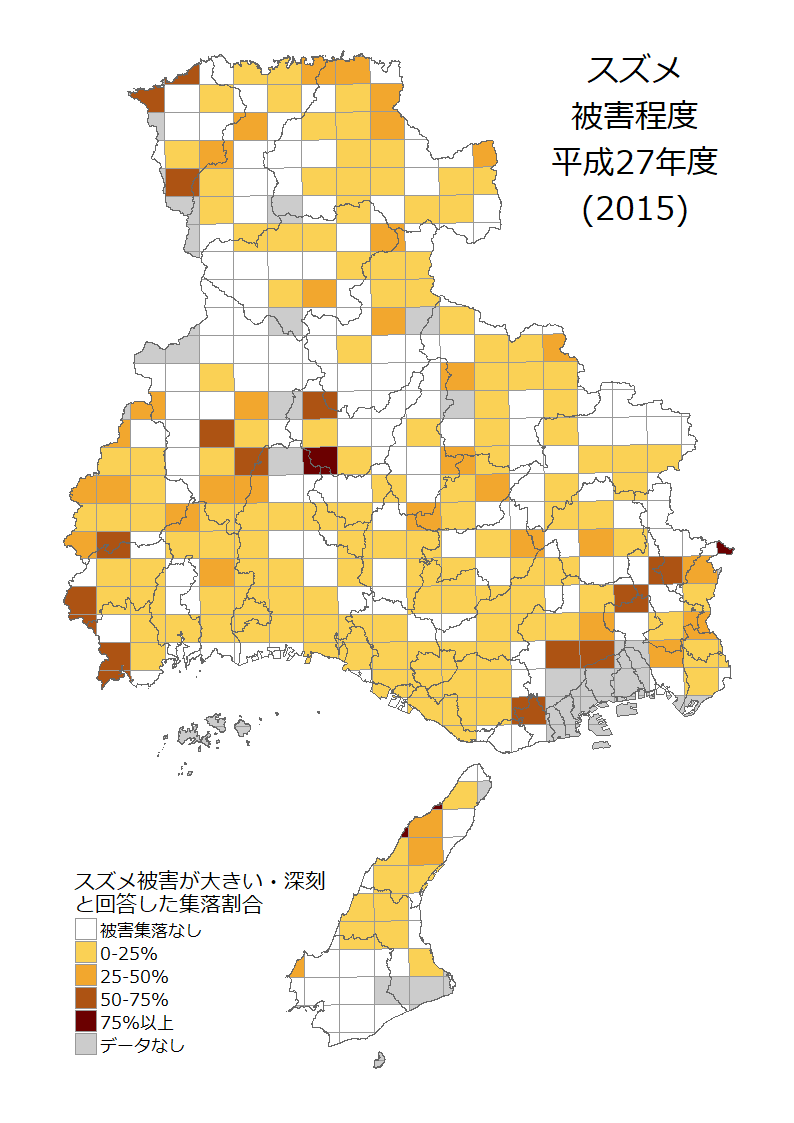 スズメ
被害程度
平成27年度
(2015)
スズメ被害が大きい・深刻
と回答した集落割合
被害集落なし
0-25%
25-50%
50-75%
75%以上
データなし